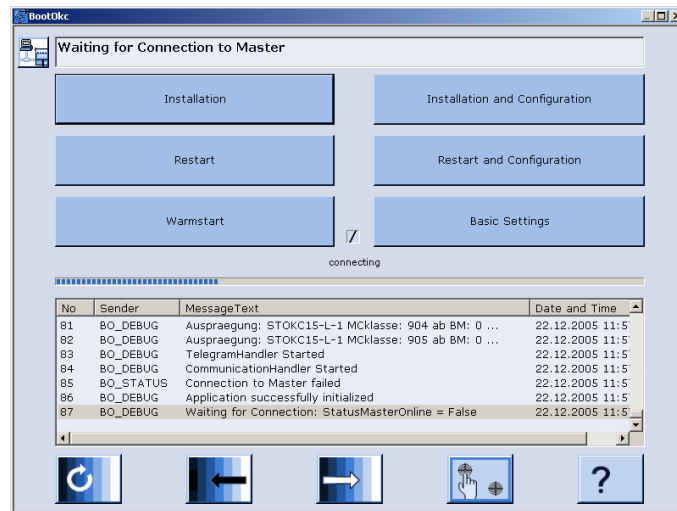 BootOkc
Waiting for Connection to Master
Installation
Installation and Configuration
Restart
Restart and Configuration
Warmstart
Basic Settings
connecting
No Sender MessageText Date and Time
81 BO_DEBUG Auspraegung: STOKC15-L-1 MCklasse: 904 ab BM: 0 ... 22.12.2005 11:5
82 BO_DEBUG Auspraegung: STOKC15-L-1 MCklasse: 905 ab BM: 0 ... 22.12.2005 11:5
83 BO_DEBUG TelegramHandler Started 22.12.2005 11:5
84 BO_DEBUG CommunicationHandler Started 22.12.2005 11:5
85 BO_STATUS Connection to Master failed 22.12.2005 11:5
86 BO_DEBUG Application successfully initialized 22.12.2005 11:5
87 BO_DEBUG Waiting for Connection: StatusMasterOnline = False 22.12.2005 11:5
?